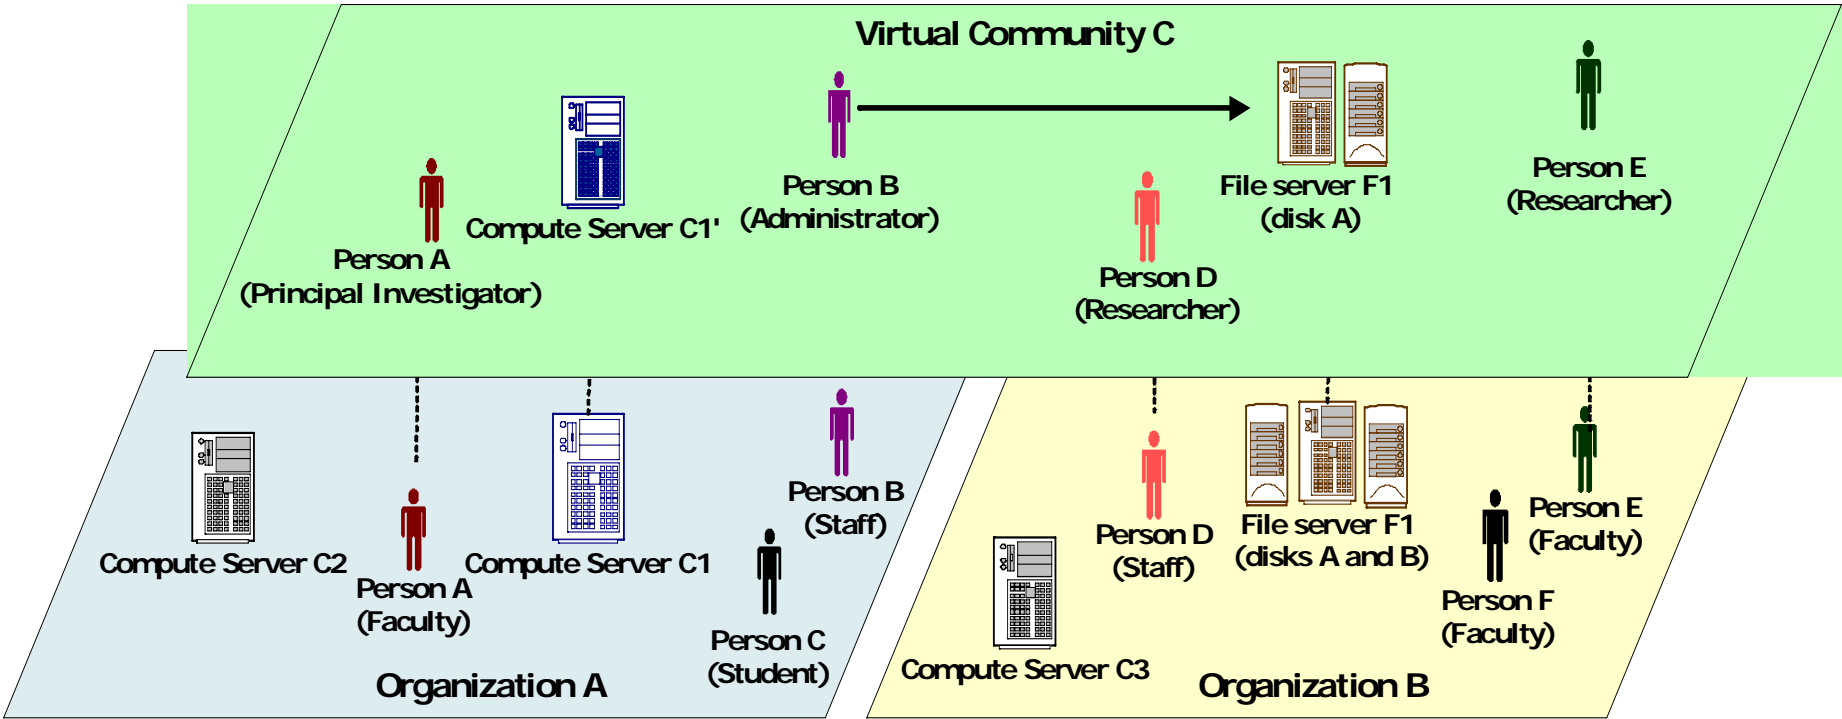 Virtual Community C
Person A
(Principal Investigator)
Compute Server C1'
Person B
(Administrator)
Person D
(Researcher)
File server F1
(disk A)
Person E
(Researcher)
Compute Server C2
Person A
(Faculty)
Compute Server C1
Person B
(Staff)
Person C
(Student)
Organization A
Compute Server C3
Person D
(Staff)
File server F1
(disks A and B)
Person E
(Faculty)
Person F
(Faculty)
Organization B